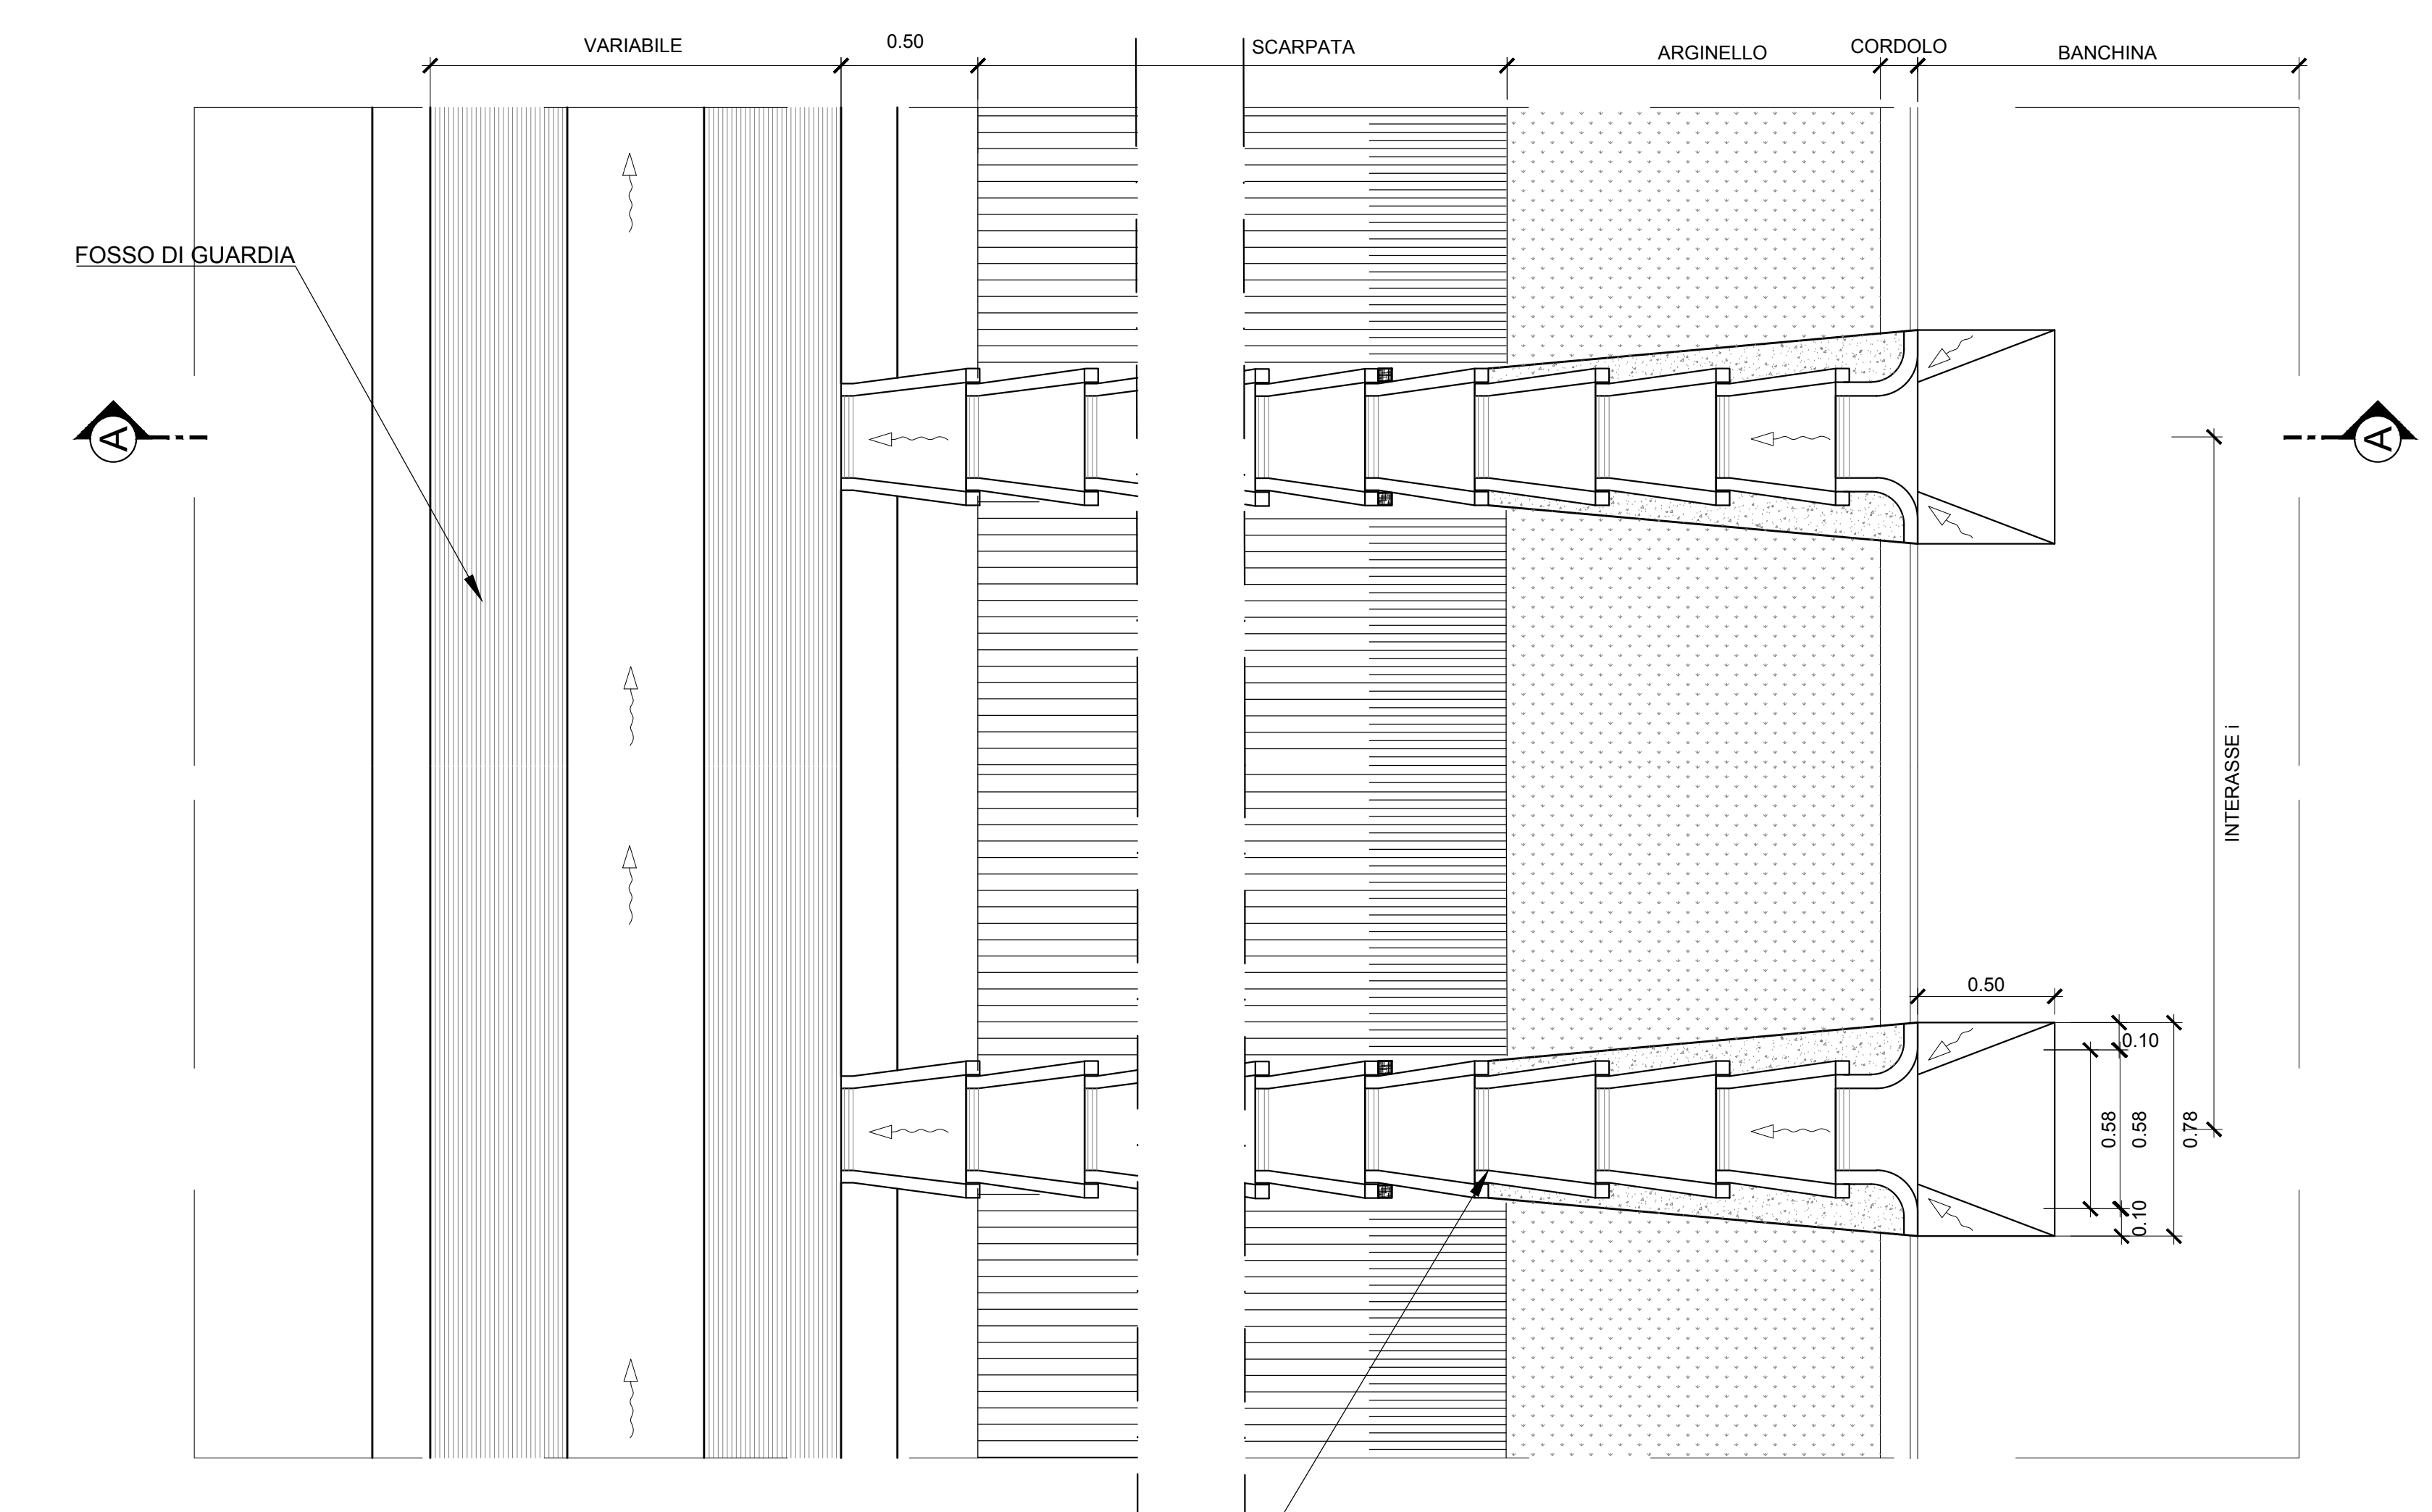 VARIABILE
0.50
SCARPATA
ARGINELLO
CORDOLO
BANCHINA
FOSSO DI GUARDIA
A
A
INTERASSE i
0.50
0.10
0.58
0.58
0.78
0.10